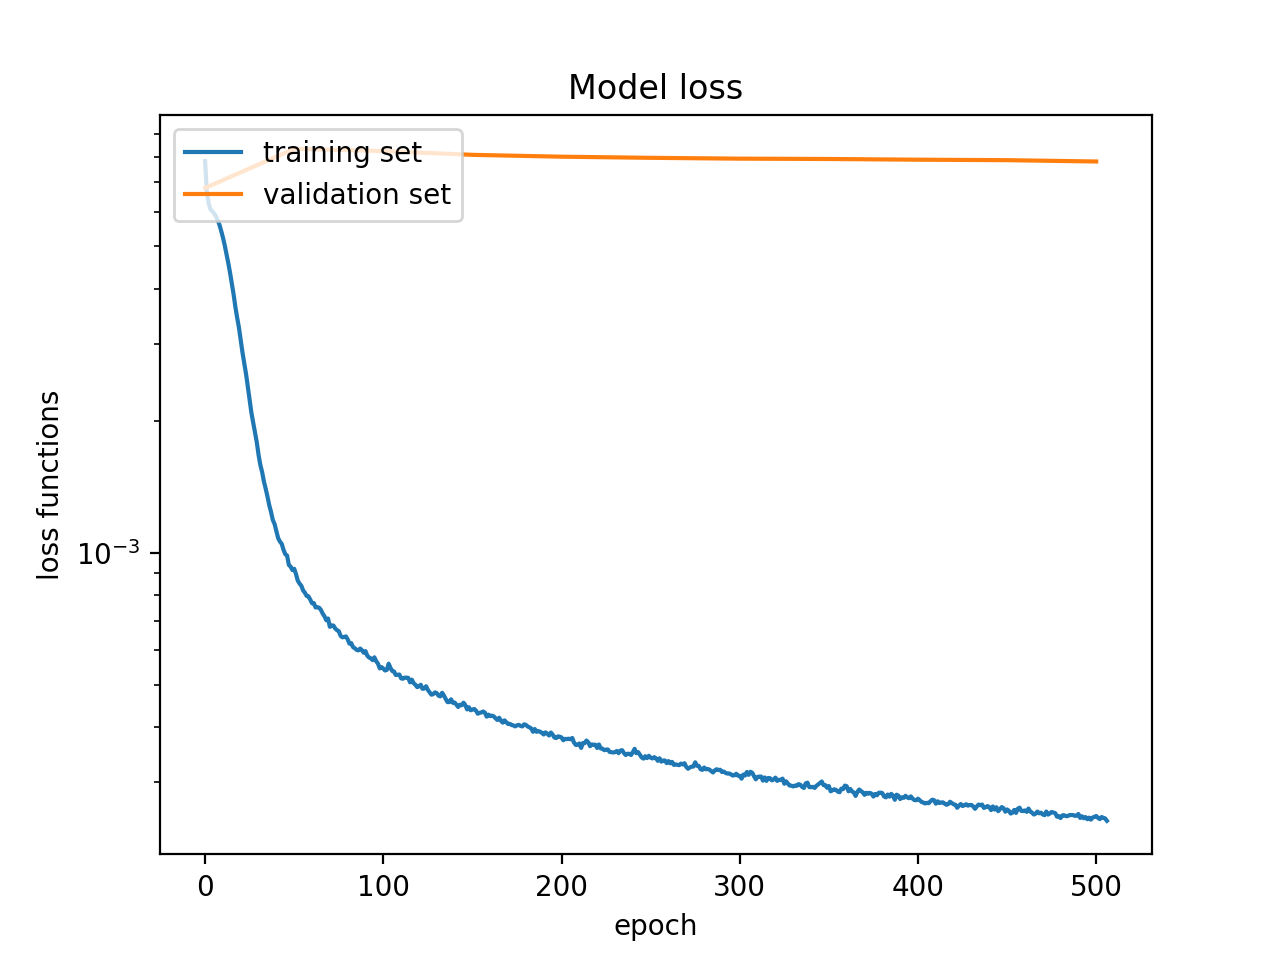 Model loss
training set
validation set
loss functions
10⁻³
0 100 200 300 400 500
epoch